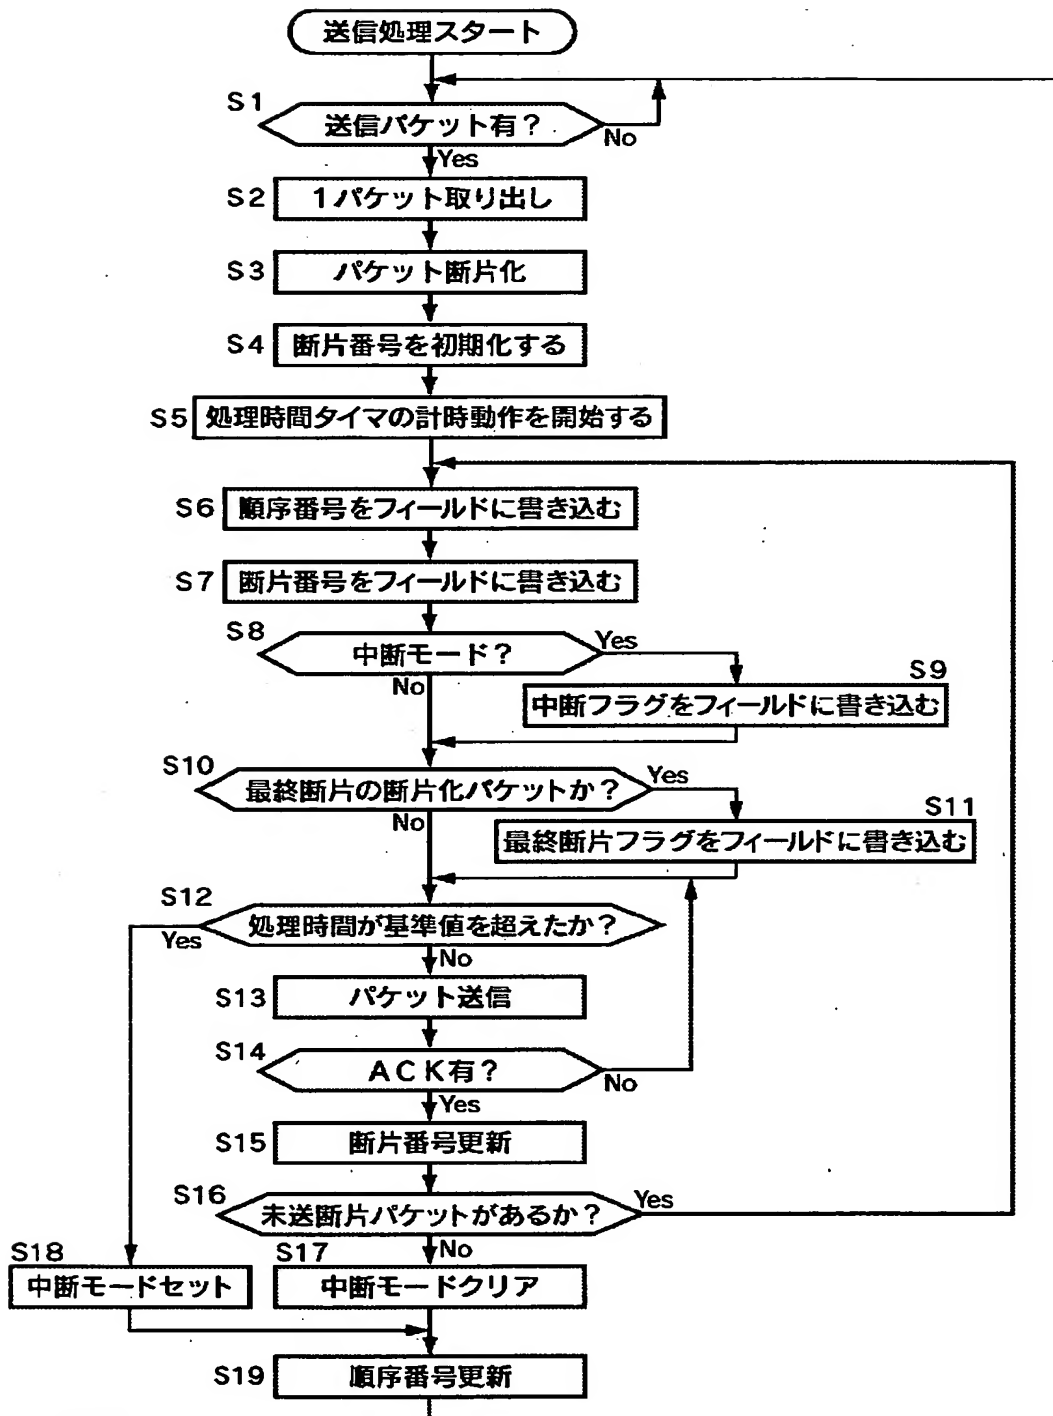 送信処理スタート
S1
送信パケット有？
No
Yes
S2
1パケット取り出し
S3
パケット断片化
S4
断片番号を初期化する
S5
処理時間タイマの計時動作を開始する
S6
順序番号をフィールドに書き込む
S7
断片番号をフィールドに書き込む
S8
中断モード？
Yes
No
S9
中断フラグをフィールドに書き込む
S10
最終断片の断片化パケットか？
Yes
No
S11
最終断片フラグをフィールドに書き込む
S12
処理時間が基準値を超えたか？
Yes
No
S13
パケット送信
S14
ACK有？
No
Yes
S15
断片番号更新
S16
未送断片パケットがあるか？
Yes
No
S18
中断モードセット
S17
中断モードクリア
S19
順序番号更新